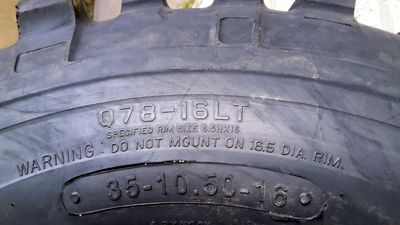 Q78-16LT
SPECIFIED RIM SIZE 6.5HX16
WARNING : DO NOT MOUNT ON 16.5 DIA. RIM.
• 35-10.50-16 •